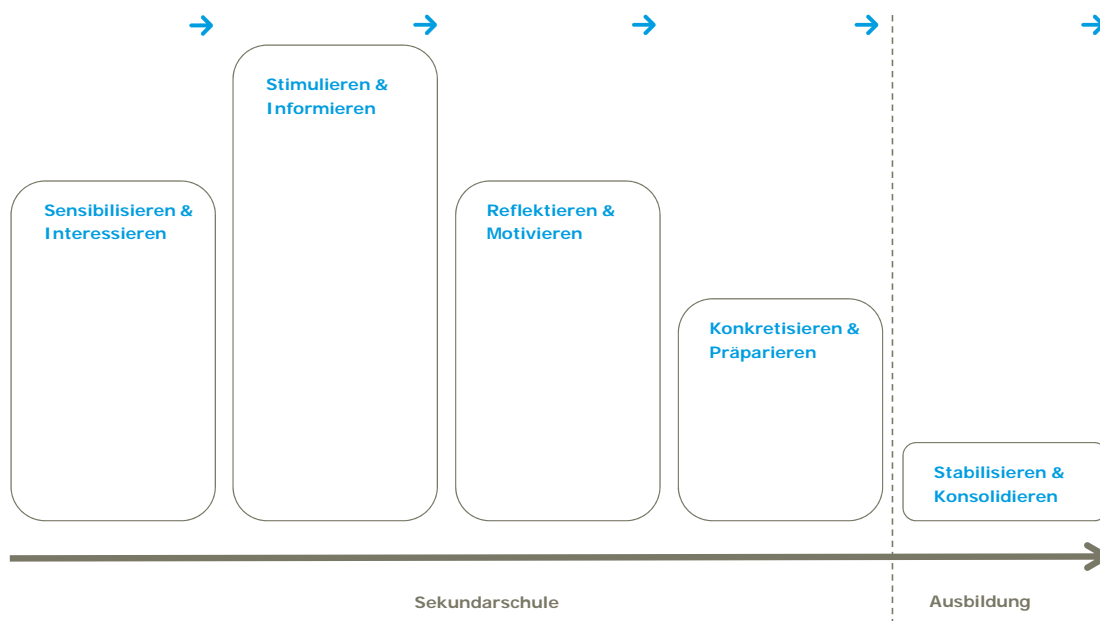 Sensibilisieren &
Interessieren
Stimulieren &
Informieren
Reflektieren &
Motivieren
Konkretisieren &
Präparieren
Stabilisieren &
Konsolidieren
Sekundarschule
Ausbildung